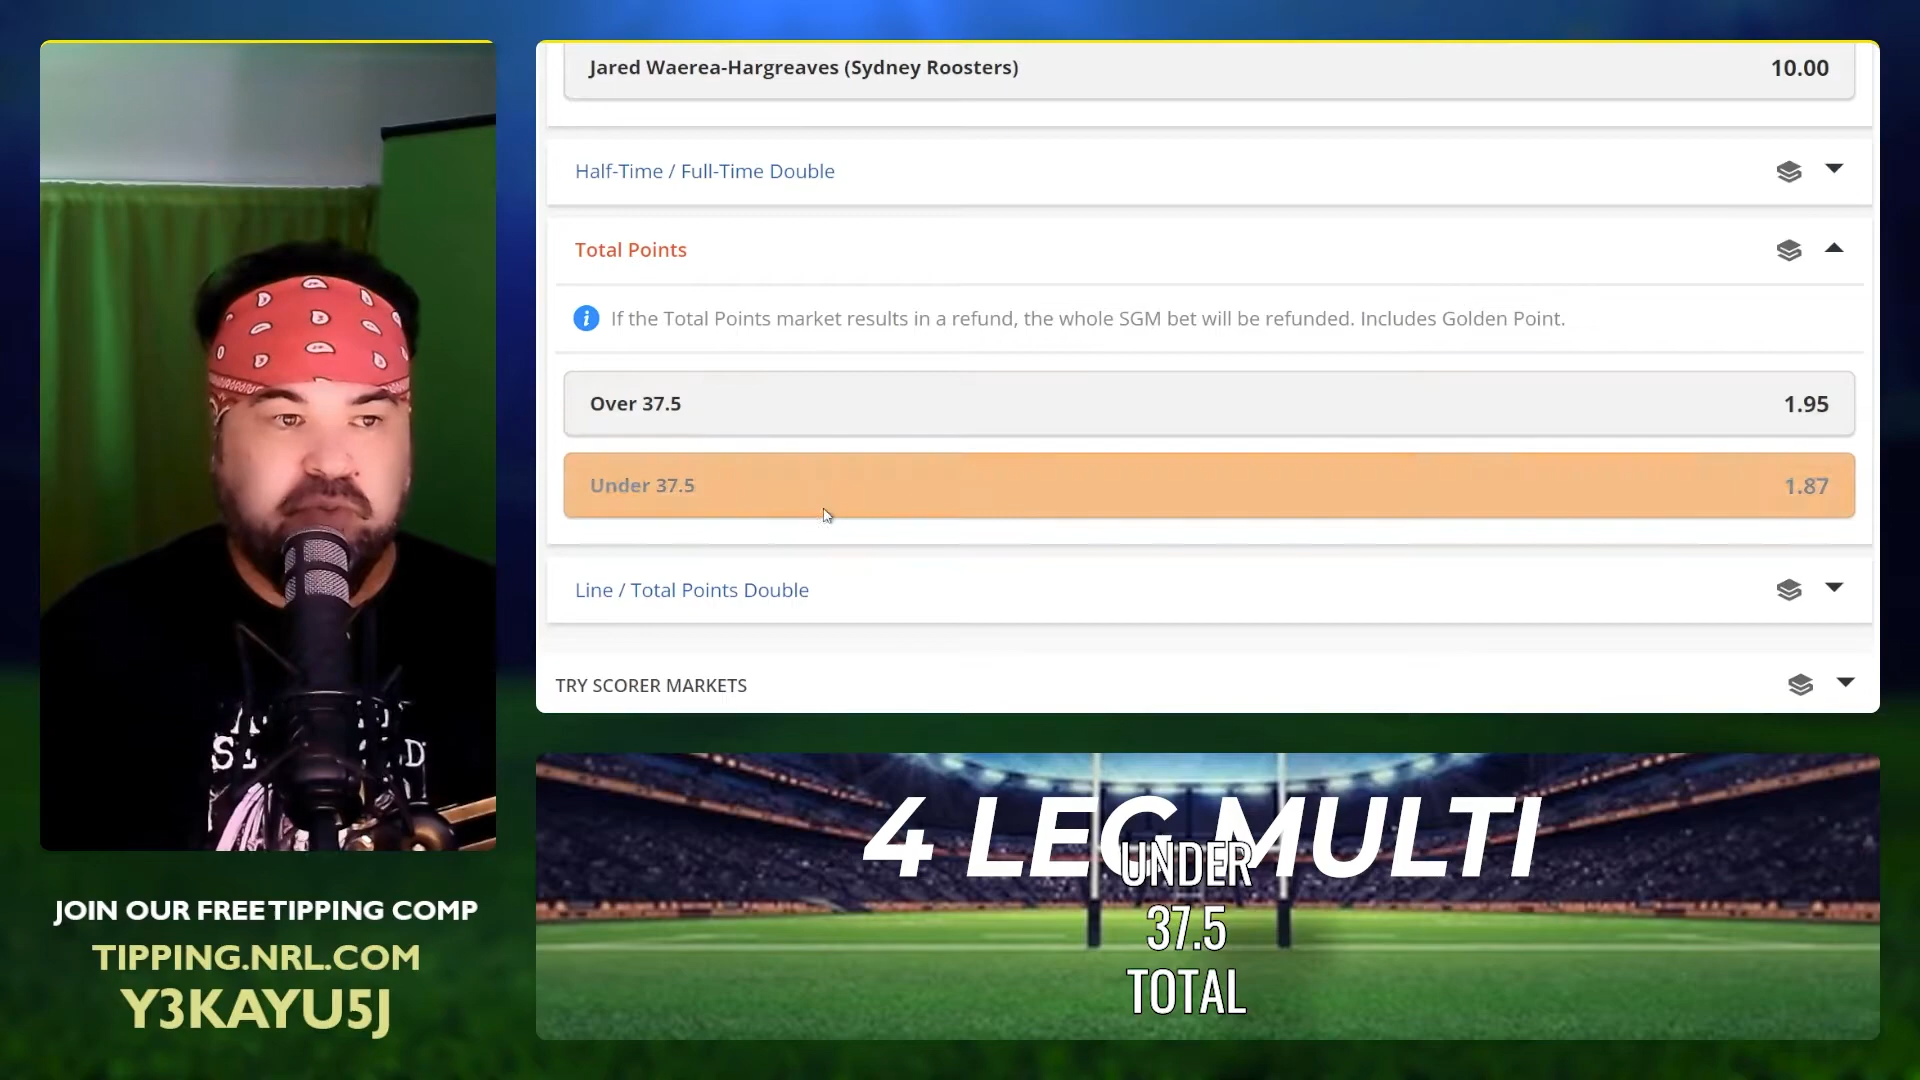 Jared Waerea-Hargreaves (Sydney Roosters) 10.00
Half-Time / Full-Time Double
Total Points
If the Total Points market results in a refund, the whole SGM bet will be refunded. Includes Golden Point.
Over 37.5 1.95
Under 37.5 1.87
Line / Total Points Double
TRY SCORER MARKETS
4 LEG MULTI
UNDER
37.5
TOTAL
JOIN OUR FREE TIPPING COMP
TIPPING.NRL.COM
Y3KAYU5J